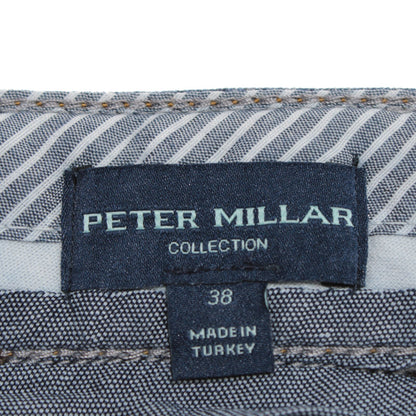 PETER MILLAR
COLLECTION
38
MADE IN
TURKEY